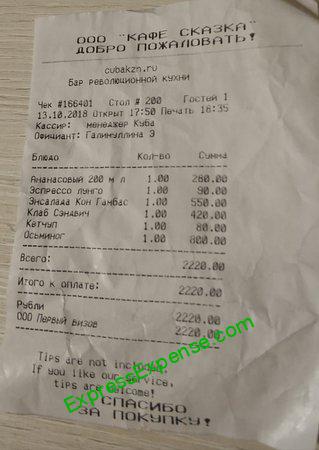 ООО "КАФЕ СКАЗКА"
ДОБРО ПОЖАЛОВАТЬ!
cubakzn.ru
Бар революционной кухни
Чек #166401 Стол # 200 Гостей 1
13.10.2018 Открыт 17:50 Печать 18:35
Кассир: менеджер Куба
Официант: Галимуллина Э
Блюдо Кол-во Сумма
Ананасовый 200 м л 1.00 280.00
Эспрессо лунго 1.00 90.00
Энсалада Кон Гамбас 1.00 550.00
Клаб Сэндвич 1.00 420.00
Кетчуп 1.00 80.00
Осьминог 1.00 800.00
Всего: 2220.00
Итого к оплате: 2220.00
Рубли 2220.00
ООО Первый Визов 2220.00
Tips are not included.
If you like our service,
tips are welcome!
СПАСИБО
ЗА ПОКУПКУ!
ExpressExpense.com